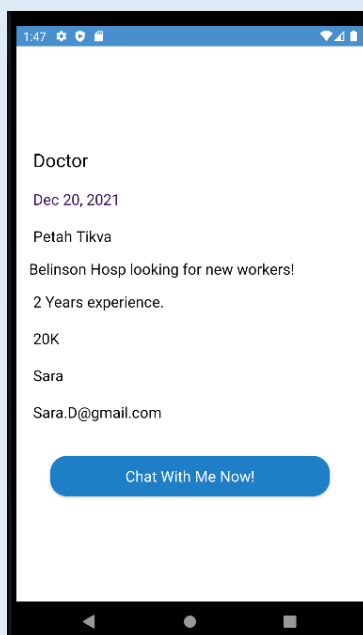 1:47
Doctor
Dec 20, 2021
Petah Tikva
Belinson Hosp looking for new workers!
2 Years experience.
20K
Sara
Sara.D@gmail.com
Chat With Me Now!